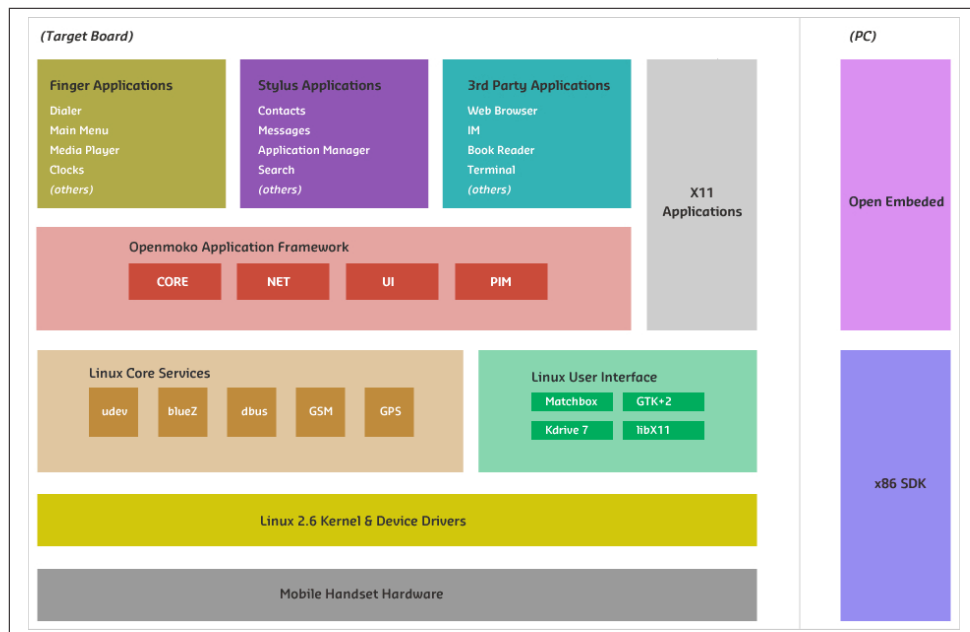 (Target Board)
(PC)
Finger Applications
Dialer
Main Menu
Media Player
Clocks
(others)
Stylus Applications
Contacts
Messages
Application Manager
Search
(others)
3rd Party Applications
Web Browser
IM
Book Reader
Terminal
(others)
X11
Applications
Open Embeded
Openmoko Application Framework
CORE
NET
UI
PIM
Linux Core Services
udev
blueZ
dbus
GSM
GPS
Linux User Interface
Matchbox
GTK+2
Kdrive 7
libX11
x86 SDK
Linux 2.6 Kernel & Device Drivers
Mobile Handset Hardware